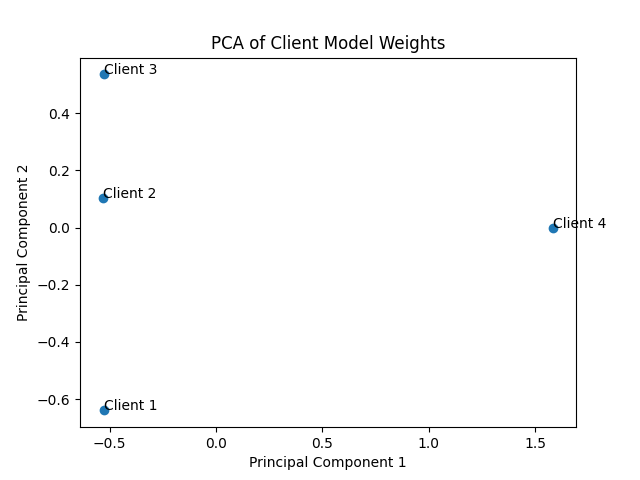 PCA of Client Model Weights
Client 3
0.4
Client 2
0.2
Client 4
0.0
−0.2
−0.4
Client 1
−0.6
Principal Component 2
−0.5
0.0
0.5
1.0
1.5
Principal Component 1